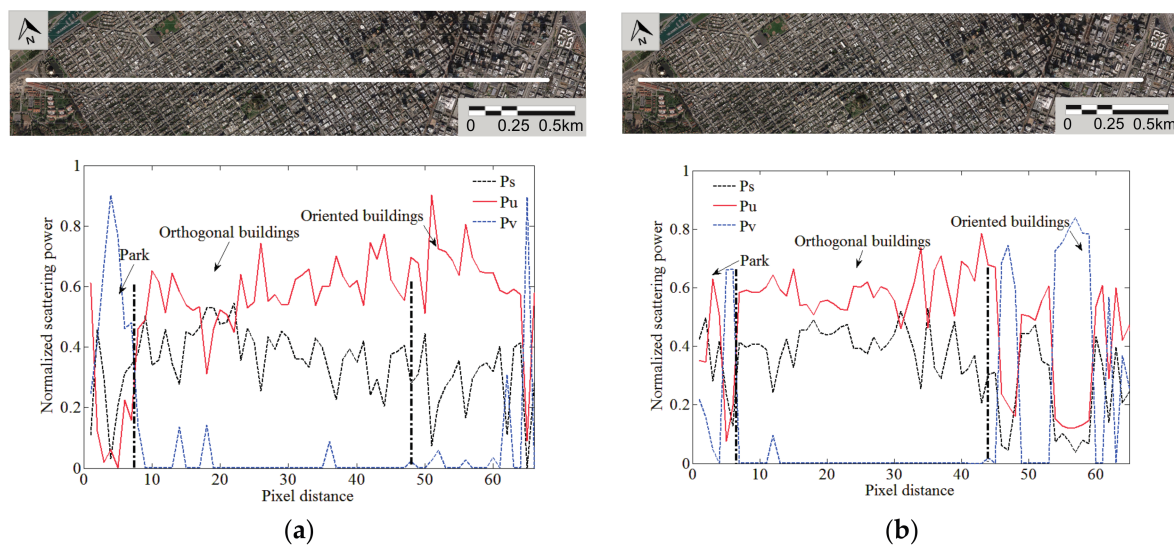 N
0 0.25 0.5km
N
0 0.25 0.5km
1
0.8
0.6
0.4
0.2
0
Normalized scattering power
Ps
Pu
Pv
Oriented buildings
Orthogonal buildings
Park
0 10 20 30 40 50 60
Pixel distance
(a)
1
0.8
0.6
0.4
0.2
0
Normalized scattering power
Ps
Pu
Pv
Oriented buildings
Orthogonal buildings
Park
0 10 20 30 40 50 60
Pixel distance
(b)